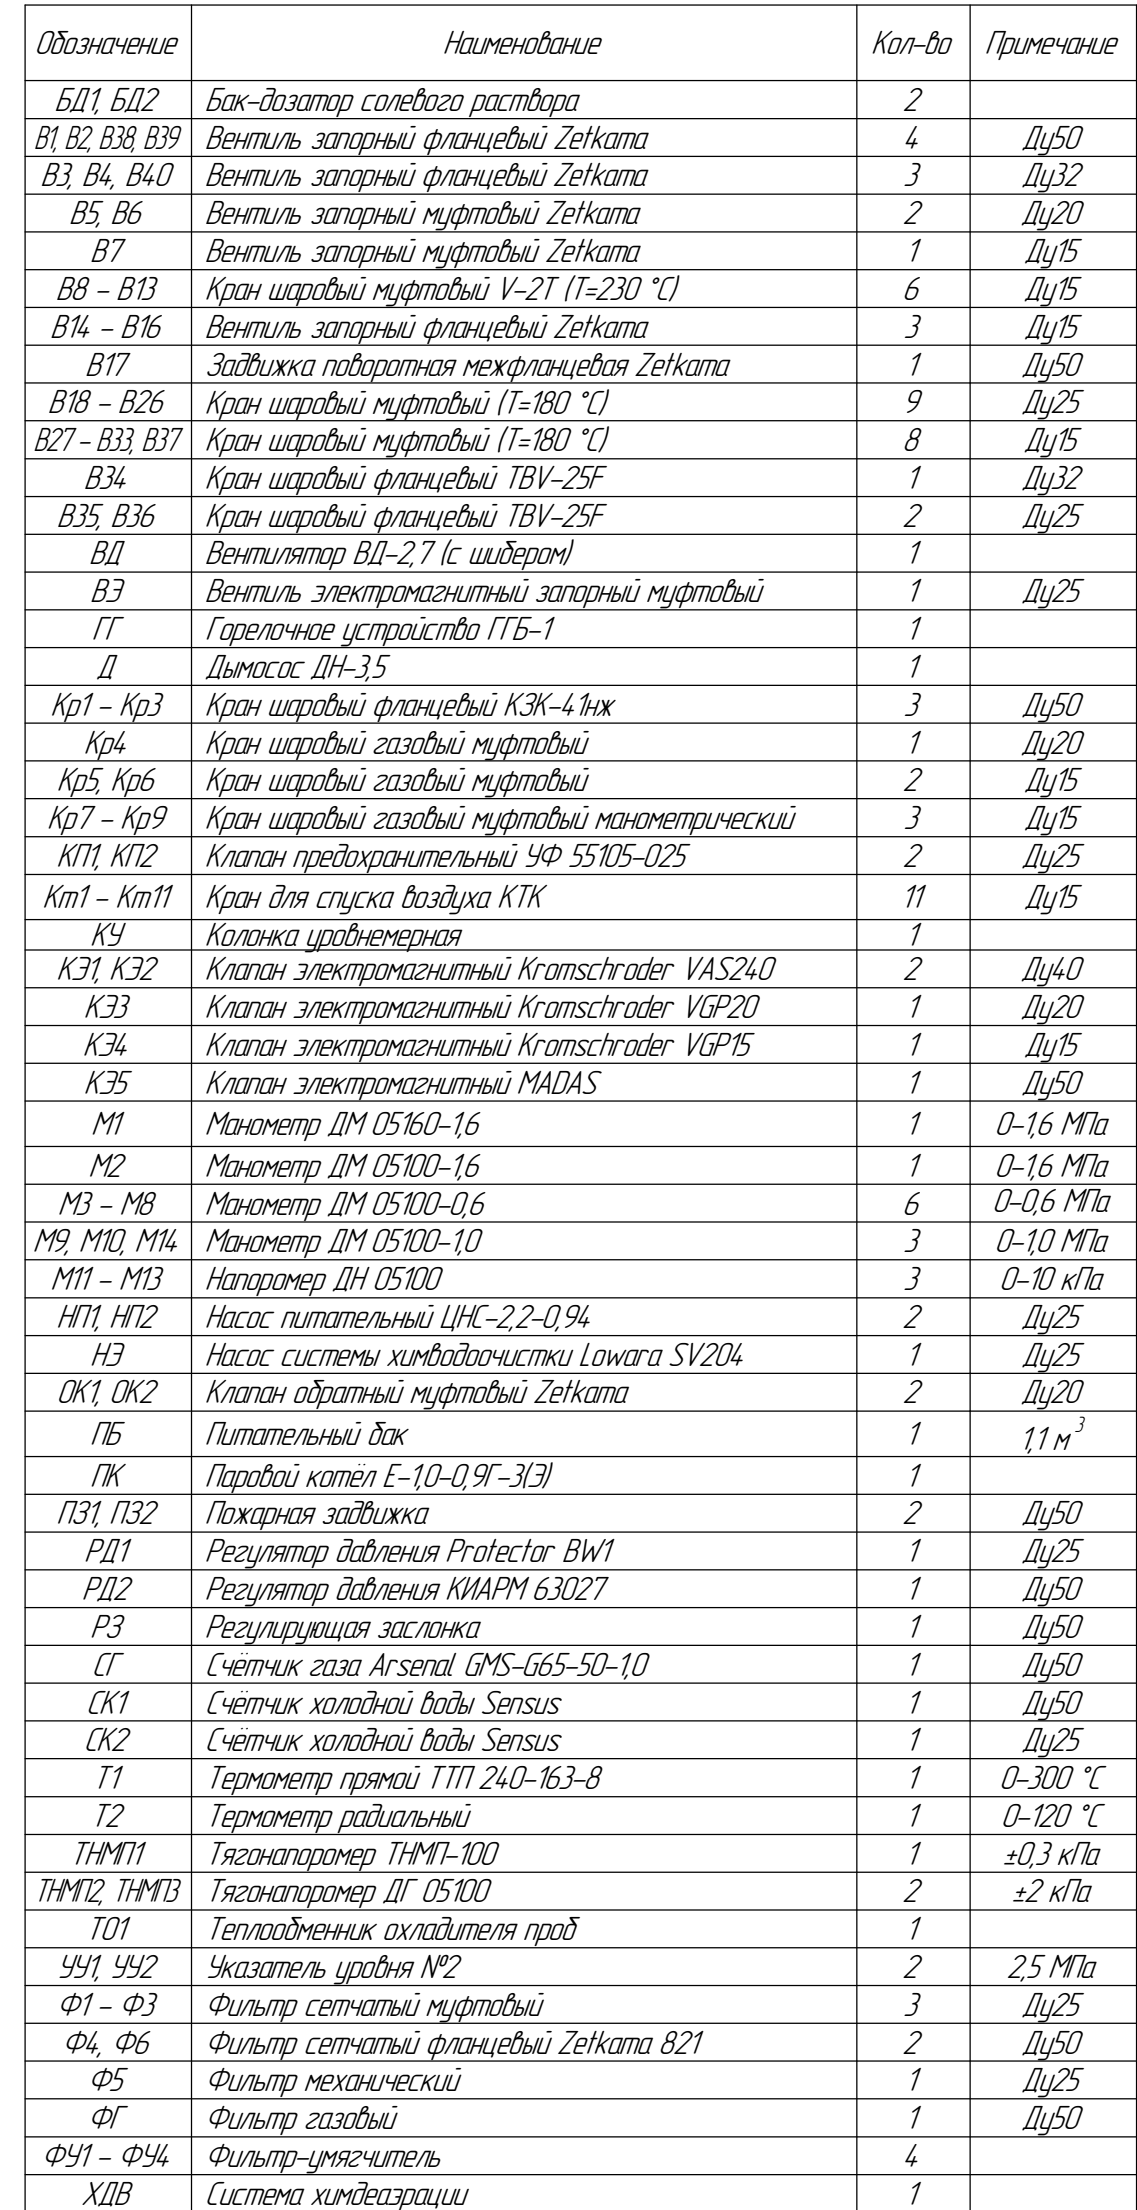 Обозначение Наименование Кол-во Примечание
БД1, БД2 Бак-дозатор солевого раствора 2
В1, В2, В38, В39 Вентиль запорный фланцевый Zetkama 4 Ду50
В3, В4, В40 Вентиль запорный фланцевый Zetkama 3 Ду32
В5, В6 Вентиль запорный муфтовый Zetkama 2 Ду20
В7 Вентиль запорный муфтовый Zetkama 1 Ду15
В8 – В13 Кран шаровый муфтовый V-2T (Т=230 °С) 6 Ду15
В14 – В16 Вентиль запорный фланцевый Zetkama 3 Ду15
В17 Задвижка поворотная межфланцевая Zetkama 1 Ду50
В18 – В26 Кран шаровый муфтовый (Т=180 °С) 9 Ду25
В27 – В33, В37 Кран шаровый муфтовый (Т=180 °С) 8 Ду15
В34 Кран шаровый фланцевый TBV-25F 1 Ду32
В35, В36 Кран шаровый фланцевый TBV-25F 2 Ду25
ВД Вентилятор ВД-2,7 (с шибером) 1
ВЭ Вентиль электромагнитный запорный муфтовый 1 Ду25
ГГ Горелочное устройство ГГБ-1 1
Д Дымосос ДН-3,5 1
Кр1 – Кр3 Кран шаровый фланцевый КЗК-41нж 3 Ду50
Кр4 Кран шаровый газовый муфтовый 1 Ду20
Кр5, Кр6 Кран шаровый газовый муфтовый 2 Ду15
Кр7 – Кр9 Кран шаровый газовый муфтовый манометрический 3 Ду15
КП1, КП2 Клапан предохранительный УФ 55105-025 2 Ду25
Кт1 – Кт11 Кран для спуска воздуха КТК 11 Ду15
КУ Колонка уровнемерная 1
КЭ1, КЭ2 Клапан электромагнитный Kromschroder VAS240 2 Ду40
КЭ3 Клапан электромагнитный Kromschroder VGP20 1 Ду20
КЭ4 Клапан электромагнитный Kromschroder VGP15 1 Ду15
КЭ5 Клапан электромагнитный MADAS 1 Ду50
М1 Манометр ДМ 05160-1,6 1 0-1,6 МПа
М2 Манометр ДМ 05100-1,6 1 0-1,6 МПа
М3 – М8 Манометр ДМ 05100-0,6 6 0-0,6 МПа
М9, М10, М14 Манометр ДМ 05100-1,0 3 0-1,0 МПа
М11 – М13 Напоромер ДН 05100 3 0-10 кПа
НП1, НП2 Насос питательный ЦНС-2,2-0,94 2 Ду25
НЭ Насос системы химводоочистки Lowara SV204 1 Ду25
ОК1, ОК2 Клапан обратный муфтовый Zetkama 2 Ду20
ПБ Питательный бак 1 1,1 м³
ПК Паровой котёл Е-1,0-0,9Г-3(Э) 1
ПЗ1, ПЗ2 Пожарная задвижка 2 Ду50
РД1 Регулятор давления Protector BW1 1 Ду25
РД2 Регулятор давления КИАРМ 63027 1 Ду50
РЗ Регулирующая заслонка 1 Ду50
СГ Счётчик газа Arsenal GMS-G65-50-1,0 1 Ду50
СК1 Счётчик холодной воды Sensus 1 Ду50
СК2 Счётчик холодной воды Sensus 1 Ду25
Т1 Термометр прямой ТТП 240-163-8 1 0-300 °С
Т2 Термометр радиальный 1 0-120 °С
ТНМП1 Тягонапоромер ТНМП-100 1 ±0,3 кПа
ТНМП2, ТНМП3 Тягонапоромер ДГ 05100 2 ±2 кПа
ТО1 Теплообменник охладителя проб 1
УУ1, УУ2 Указатель уровня №2 2 2,5 МПа
Ф1 – Ф3 Фильтр сетчатый муфтовый 3 Ду25
Ф4, Ф6 Фильтр сетчатый фланцевый Zetkama 821 2 Ду50
Ф5 Фильтр механический 1 Ду25
ФГ Фильтр газовый 1 Ду50
ФУ1 – ФУ4 Фильтр-умягчитель 4
ХДВ Система химдеаэрации 1